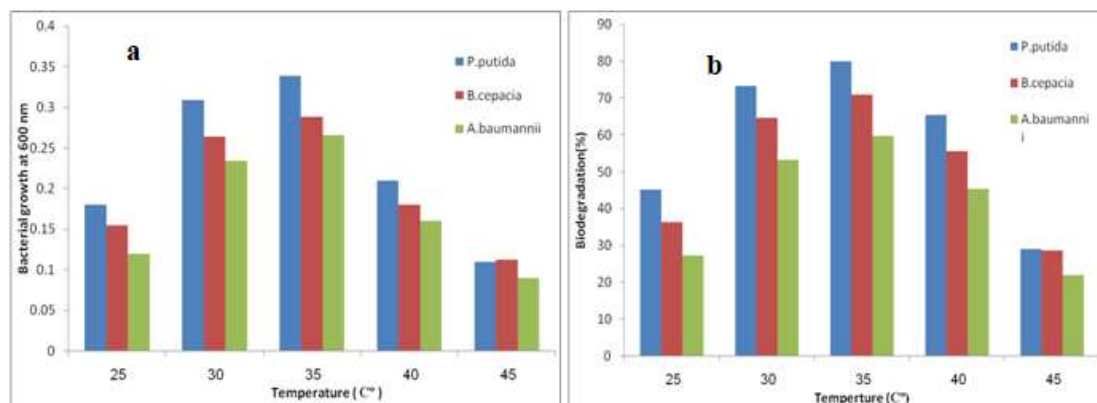 a
0.4
0.35
0.3
0.25
0.2
0.15
0.1
0.05
0
Bacterial growth at 600 nm
25 30 35 40 45
Temperature ( C° )
P.putida
B.cepacia
A.baumannii
b
90
80
70
60
50
40
30
20
10
0
Biodegradation(%)
25 30 35 40 45
Temperture (C°)
P.putida
B.cepacia
A.baumanni
i